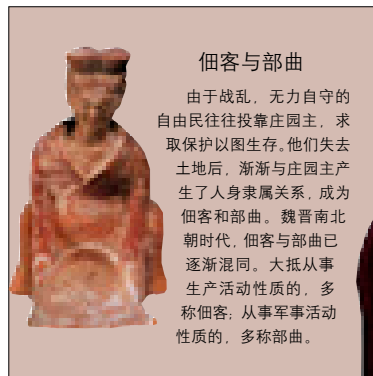 佃客与部曲
由于战乱，无力自守的
自由民往往投靠庄园主，求
取保护以图生存。他们失去
土地后，渐渐与庄园主产
生了人身隶属关系，成为
佃客和部曲。魏晋南北
朝时代，佃客与部曲已
逐渐混同。大抵从事
生产活动性质的，多
称佃客；从事军事活动
性质的，多称部曲。